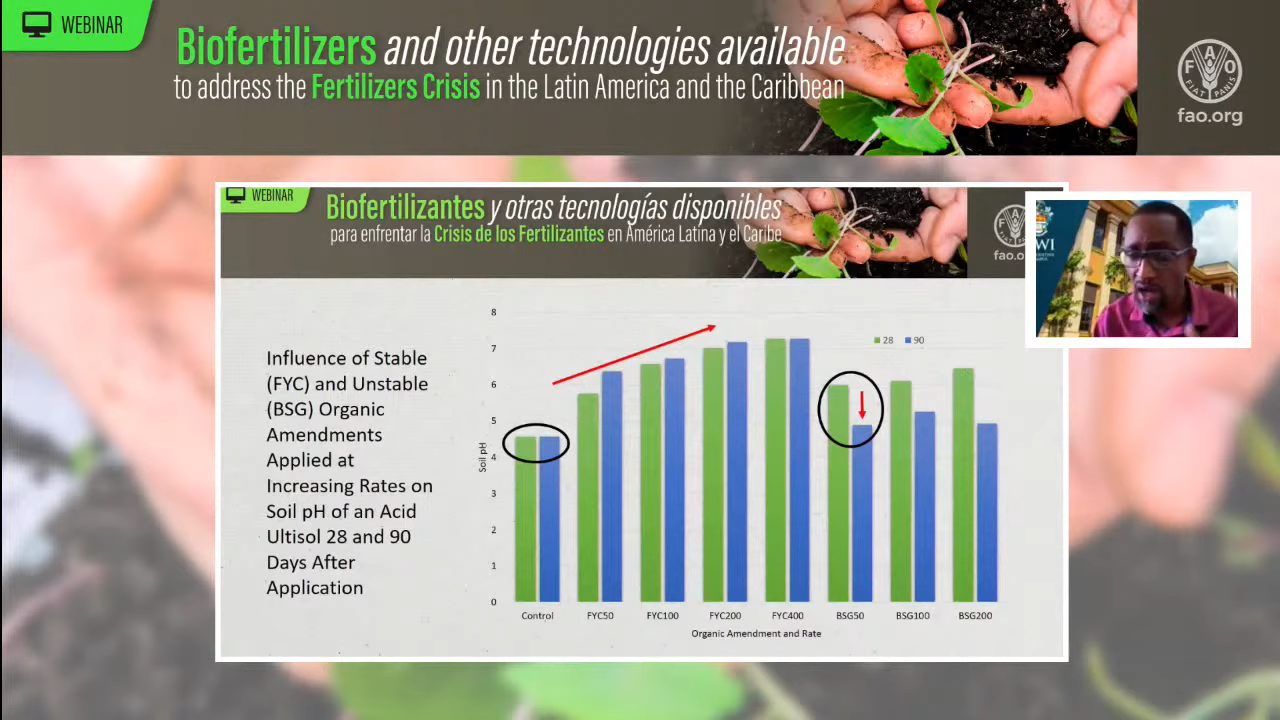 WEBINAR
Biofertilizers and other technologies available
to address the Fertilizers Crisis in the Latin America and the Caribbean
FAO
FIAT PANIS
fao.org
WEBINAR
Biofertilizantes y otras tecnologías disponibles
para enfrentar la Crisis de los Fertilizantes en América Latina y el Caribe
fao.
WI
Influence of Stable
(FYC) and Unstable
(BSG) Organic
Amendments
Applied at
Increasing Rates on
Soil pH of an Acid
Ultisol 28 and 90
Days After
Application
8
7
6
5
4
3
2
1
0
Soil pH
28 90
Control FYC50 FYC100 FYC200 FYC400 BSG50 BSG100 BSG200
Organic Amendment and Rate